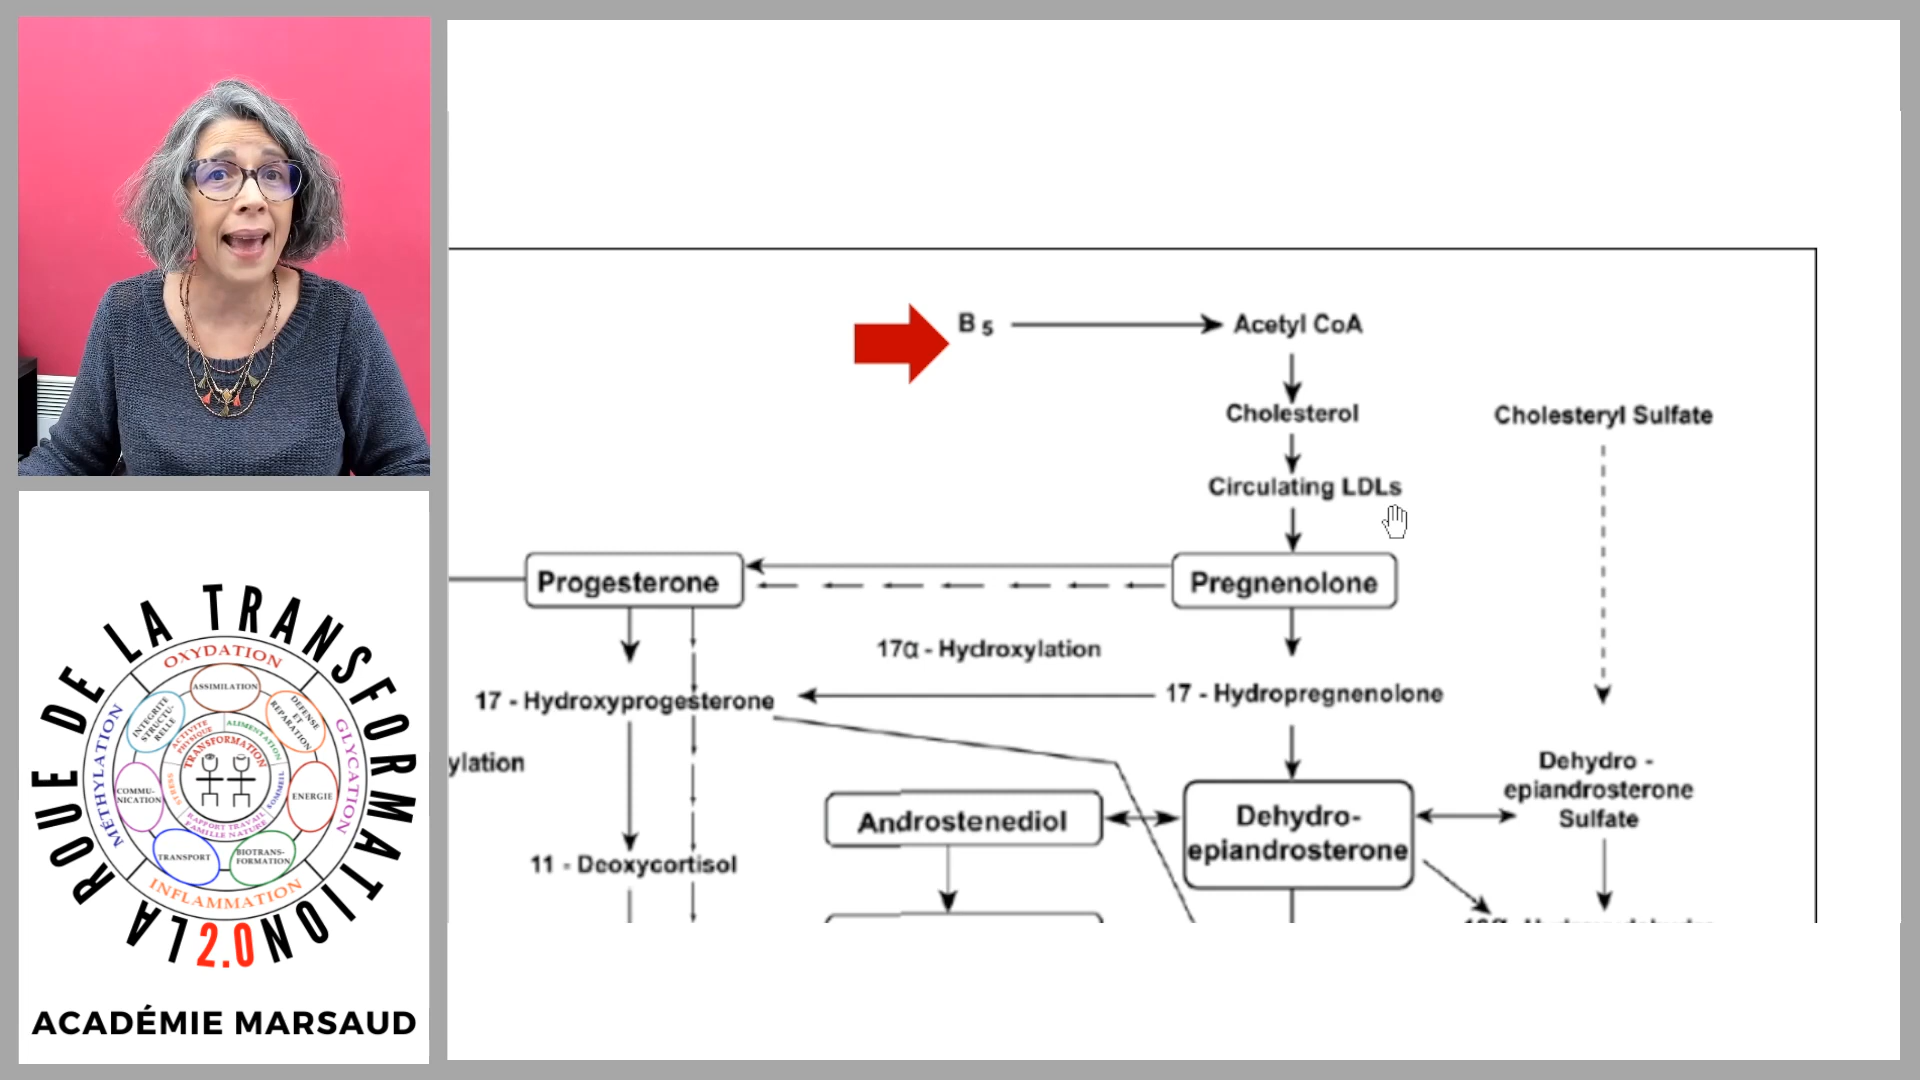 B 5
Acetyl CoA
Cholesterol
Cholesteryl Sulfate
Circulating LDLs
Progesterone
Pregnenolone
17α - Hydroxylation
17 - Hydroxyprogesterone
17 - Hydropregnenolone
ylation
Androstenediol
Dehydro-
epiandrosterone
Dehydro -
epiandrosterone
Sulfate
11 - Deoxycortisol
LA ROUE DE LA TRANSFORMATION
2.0
OXYDATION
GLYCATION
INFLAMMATION
MÉTHYLATION
ASSIMILATION
DEFENSE
ET
REPARATION
ENERGIE
BIOTRANS-
FORMATION
TRANSPORT
COMMU-
NICATION
INTEGRITE
STRUCTU-
RELLE
ALIMENTATION
SOMMEIL
RAPPORT TRAVAIL
FAMILLE NATURE
STRESS
ACTIVITE
PHYSIQUE
TRANSFORMATION
ACADÉMIE MARSAUD